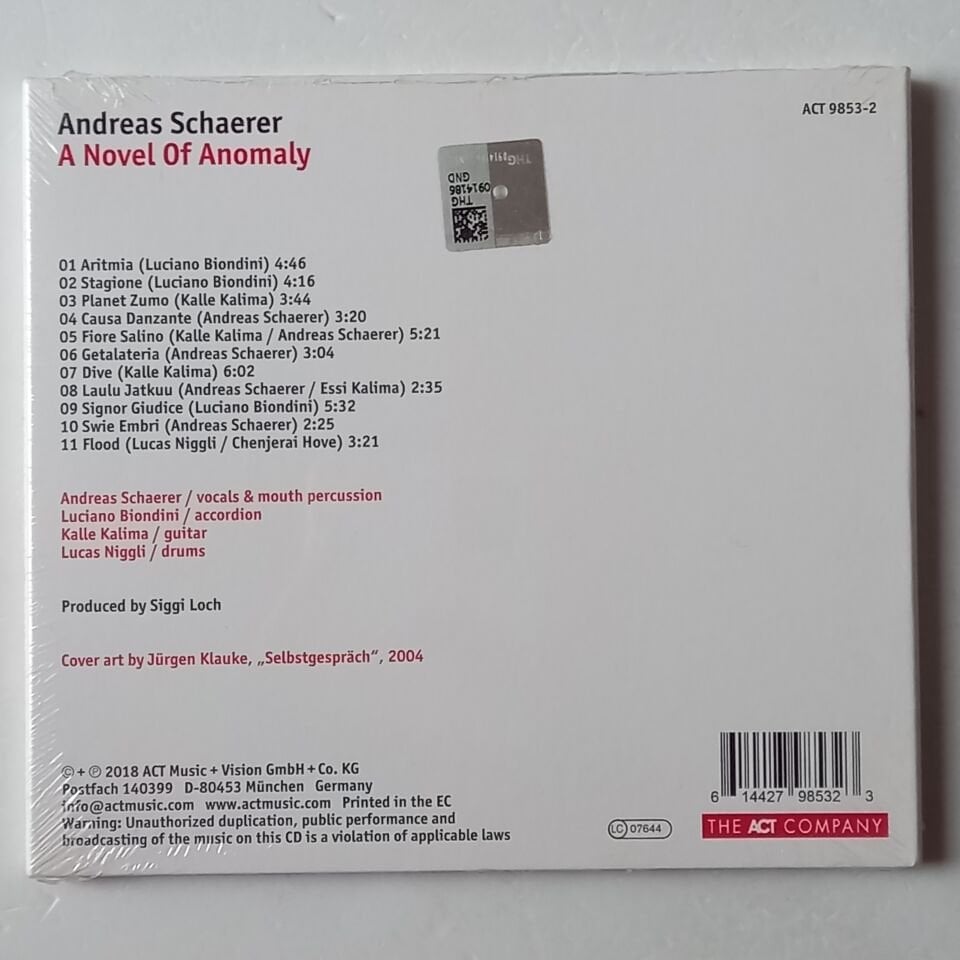 Andreas Schaerer
A Novel Of Anomaly
ACT 9853-2
THG
0914186
GND
01 Aritmia (Luciano Biondini) 4:46
02 Stagione (Luciano Biondini) 4:16
03 Planet Zumo (Kalle Kalima) 3:44
04 Causa Danzante (Andreas Schaerer) 3:20
05 Fiore Salino (Kalle Kalima / Andreas Schaerer) 5:21
06 Getalateria (Andreas Schaerer) 3:04
07 Dive (Kalle Kalima) 6:02
08 Laulu Jatkuu (Andreas Schaerer / Essi Kalima) 2:35
09 Signor Giudice (Luciano Biondini) 5:32
10 Swie Embri (Andreas Schaerer) 2:25
11 Flood (Lucas Niggli / Chenjerai Hove) 3:21
Andreas Schaerer / vocals & mouth percussion
Luciano Biondini / accordion
Kalle Kalima / guitar
Lucas Niggli / drums
Produced by Siggi Loch
Cover art by Jürgen Klauke, „Selbstgespräch“, 2004
© + ℗ 2018 ACT Music + Vision GmbH + Co. KG
Postfach 140399 D-80453 München Germany
info@actmusic.com www.actmusic.com Printed in the EC
Warning: Unauthorized duplication, public performance and
broadcasting of the music on this CD is a violation of applicable laws
LC 07644
6 14427 98532 3
THE ACT COMPANY